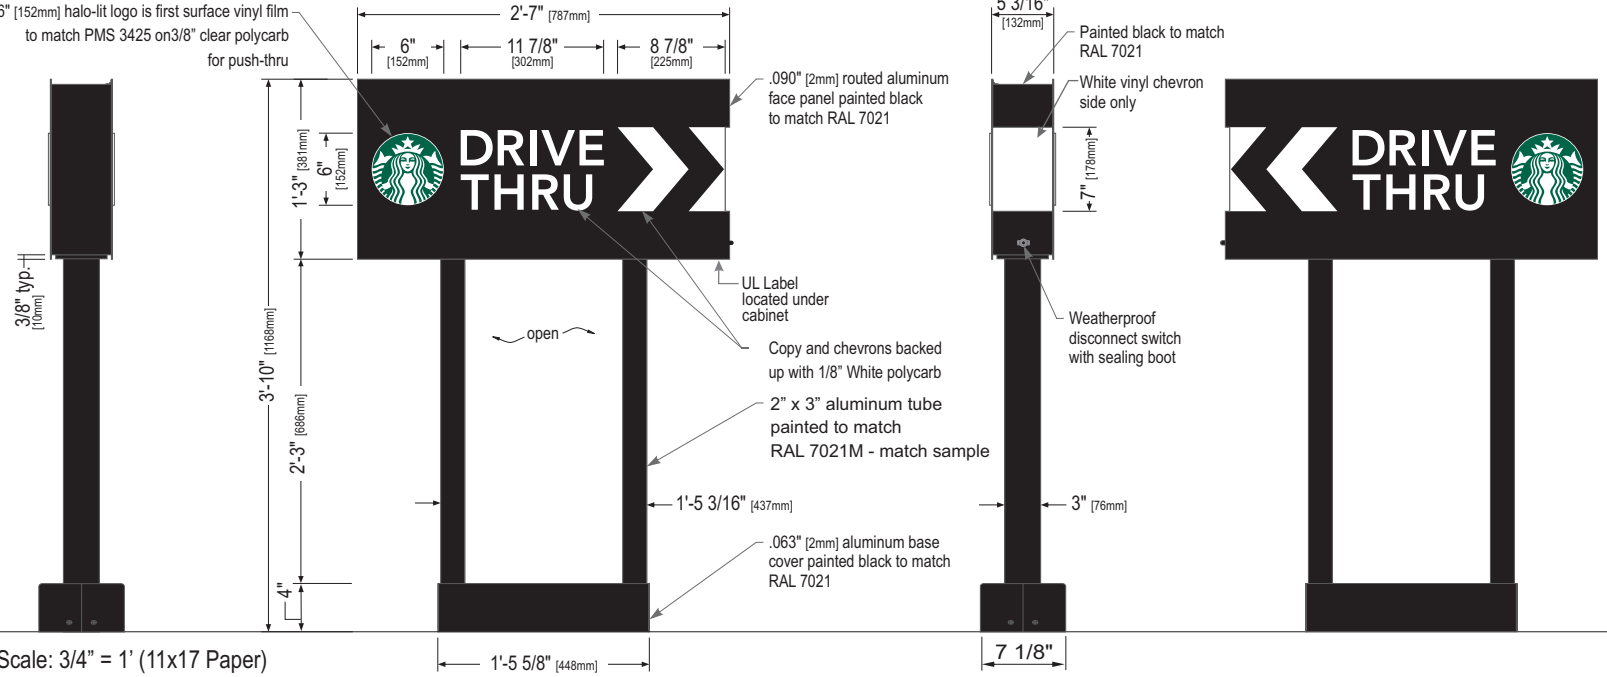 6" [152mm] halo-lit logo is first surface vinyl film
to match PMS 3425 on3/8” clear polycarb
for push-thru
2'-7" [787mm]
6"
[152mm]
11 7/8"
[302mm]
8 7/8"
[225mm]
5 3/16"
[132mm]
Painted black to match
RAL 7021
White vinyl chevron
side only
.090" [2mm] routed aluminum
face panel painted black
to match RAL 7021
DRIVE
THRU
DRIVE
THRU
1'-3" [381mm]
6"
[152mm]
7" [178mm]
3/8" typ.
[10mm]
UL Label
located under
cabinet
open
Weatherproof
disconnect switch
with sealing boot
Copy and chevrons backed
up with 1/8” White polycarb
3'-10" [1168mm]
2'-3" [686mm]
2” x 3” aluminum tube
painted to match
RAL 7021M - match sample
1'-5 3/16" [437mm]
3" [76mm]
.063" [2mm] aluminum base
cover painted black to match
RAL 7021
4"
Scale: 3/4” = 1’ (11x17 Paper)
1'-5 5/8" [448mm]
7 1/8"